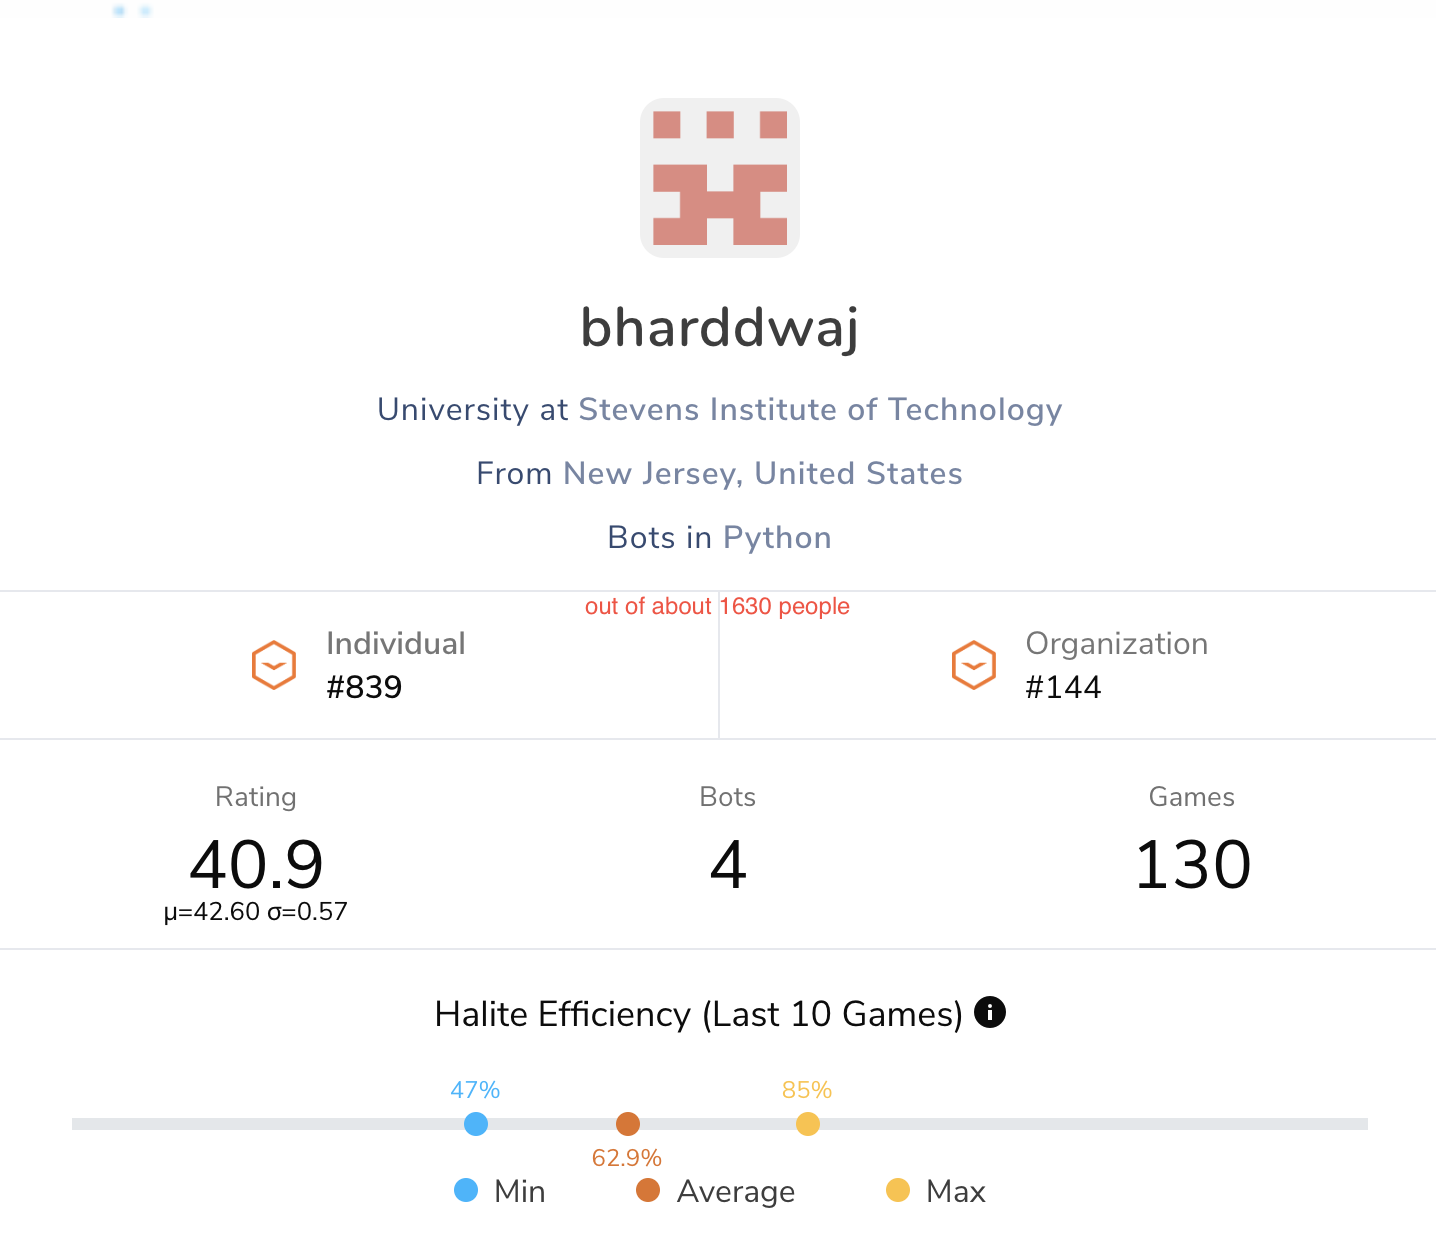 bharddwaj
University at Stevens Institute of Technology
From New Jersey, United States
Bots in Python
out of about 1630 people
Individual
#839
Organization
#144
Rating
40.9
μ=42.60 σ=0.57
Bots
4
Games
130
Halite Efficiency (Last 10 Games)
47%
85%
62.9%
Min
Average
Max